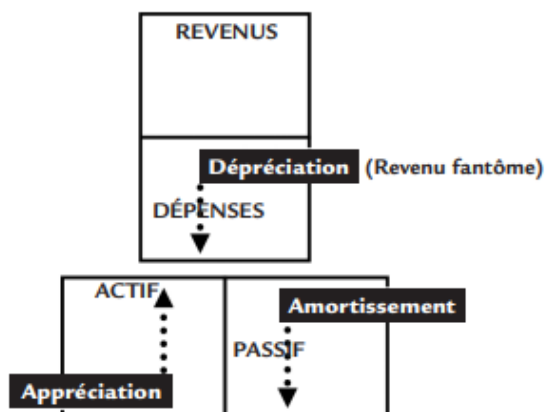 REVENUS
Dépréciation (Revenu fantôme)
DÉPENSES
ACTIF
Amortissement
PASSIF
Appréciation